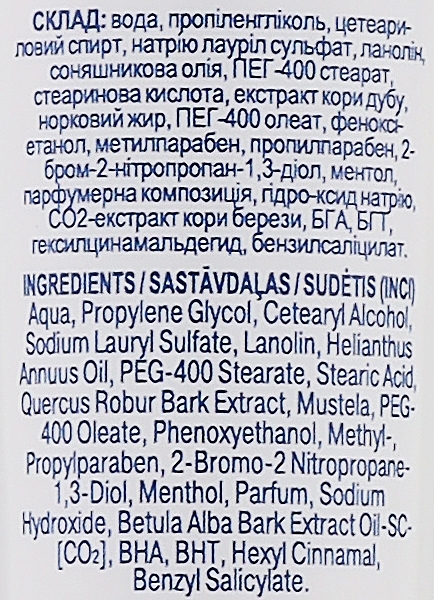 СКЛАД: вода, пропіленгліколь, цетеари-
ловий спирт, натрію лауріл сульфат, ланолін,
соняшникова олія, ПЕГ-400 стеарат,
стеаринова кислота, екстракт кори дубу,
норковий жир, ПЕГ-400 олеат, фенокси-
етанол, метилпарабен, пропилпарабен, 2-
бром-2-нітропропан-1,3-діол, ментол,
парфумерна композиція, гідро-ксид натрію,
СО2-екстракт кори берези, БГА, БГТ,
гексилцинамальдегид, бензилсаліцилат.
INGREDIENTS / SASTĀVDAĻAS / SUDĖTIS (INCI)
Aqua, Propylene Glycol, Cetearyl Alcohol,
Sodium Lauryl Sulfate, Lanolin, Helianthus
Annuus Oil, PEG-400 Stearate, Stearic Acid,
Quercus Robur Bark Extract, Mustela, PEG-
400 Oleate, Phenoxyethanol, Methyl-,
Propylparaben, 2-Bromo-2 Nitropropane-
1,3-Diol, Menthol, Parfum, Sodium
Hydroxide, Betula Alba Bark Extract Oil-SC-
[CO2], BHA, BHT, Hexyl Cinnamal,
Benzyl Salicylate.